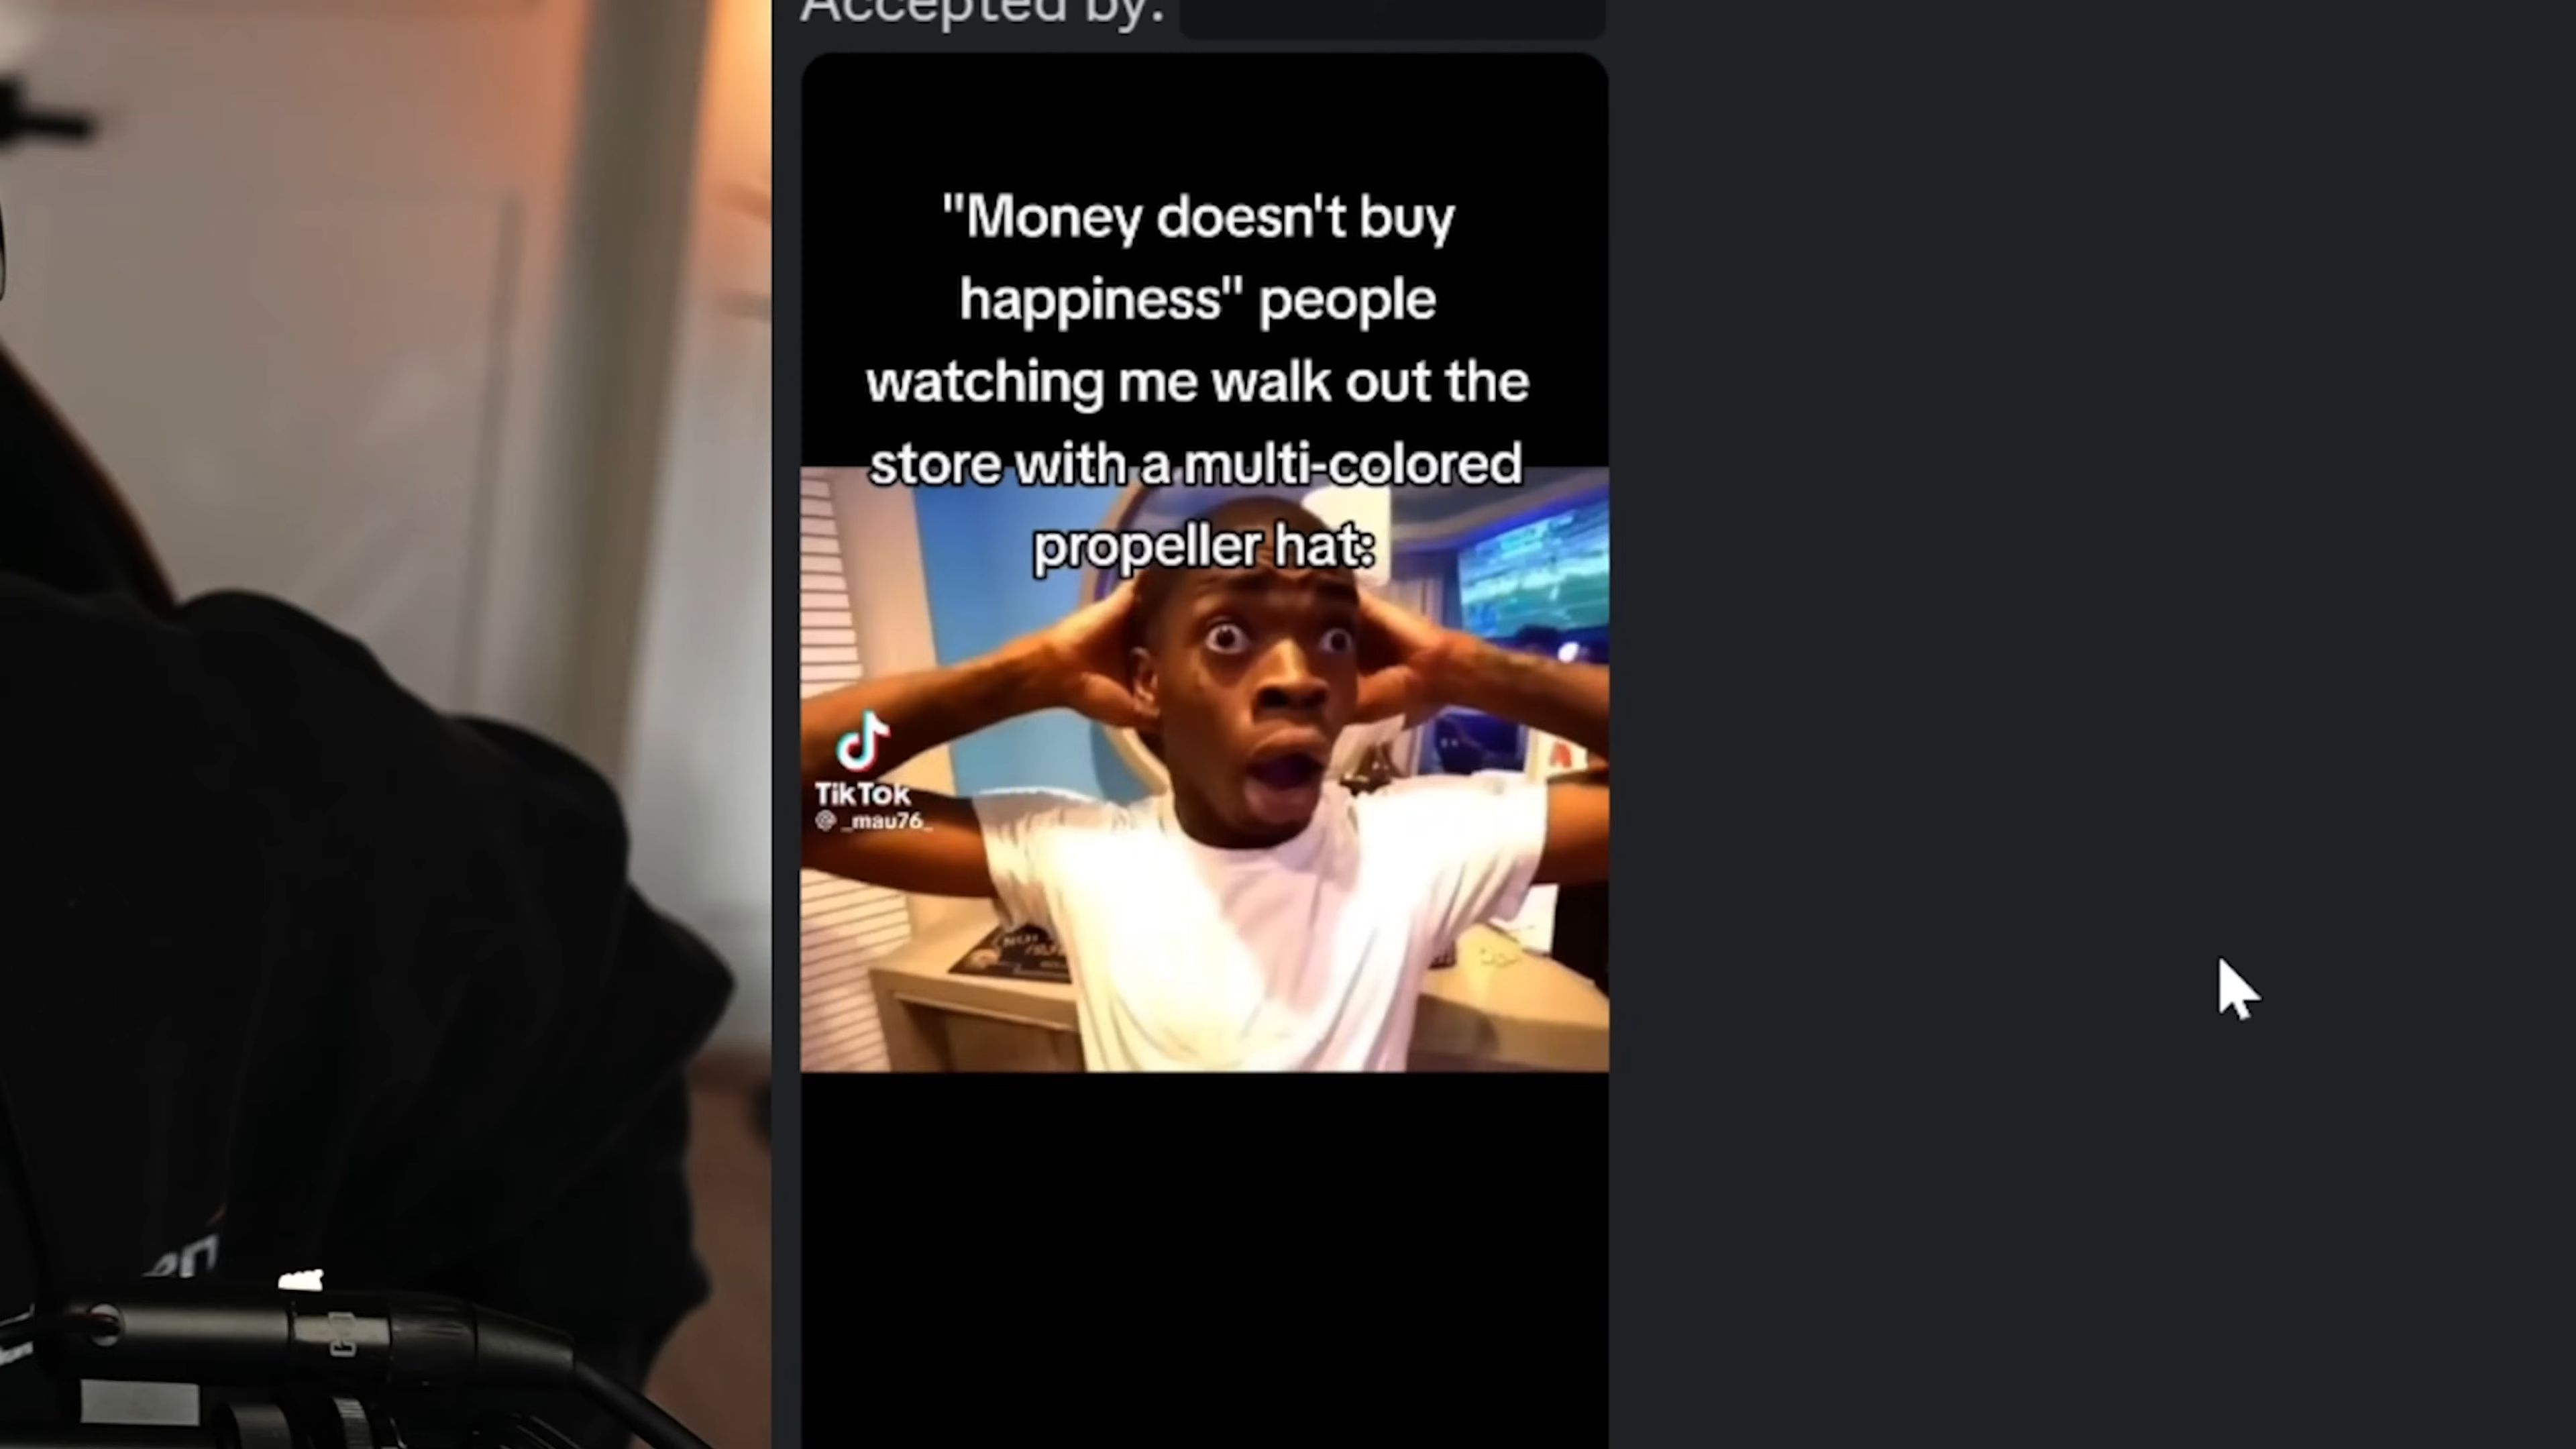 Accepted by:
"Money doesn't buy
happiness" people
watching me walk out the
store with a multi-colored
propeller hat:
TikTok
@ _mau76_